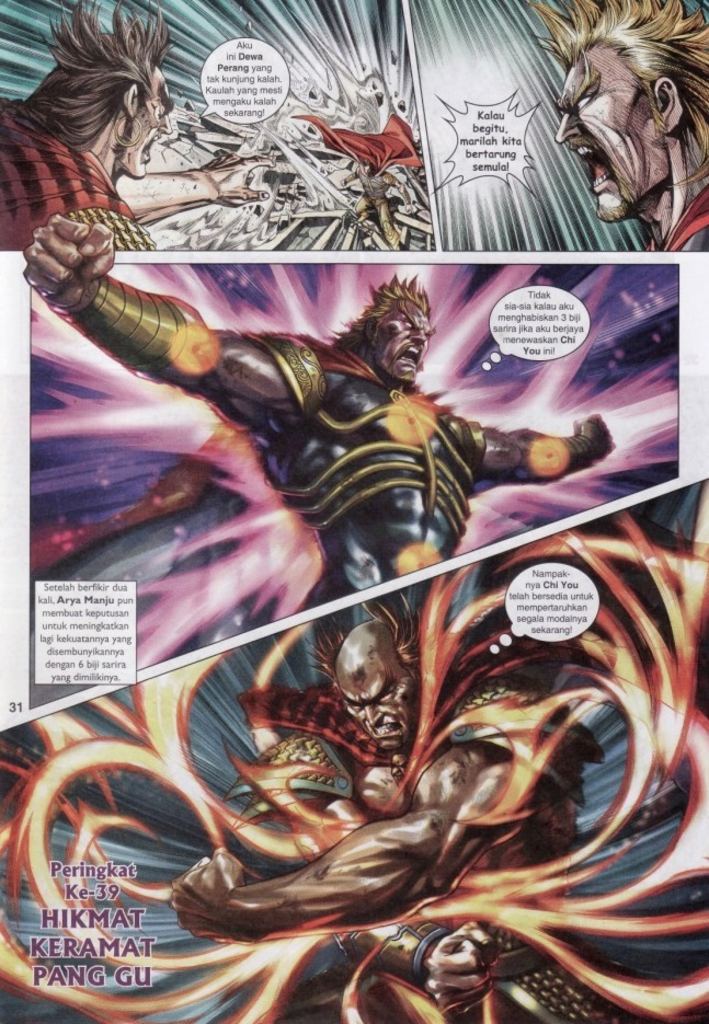 Aku
ini Dewa
Perang yang
tak kunjung kalah.
Kaulah yang mesti
mengaku kalah
sekarang!
Kalau
begitu,
marilah kita
bertarung
semula!
Tidak
sia-sia kalau aku
menghabiskan 3 biji
sarira jika aku berjaya
menewaskan Chi
You ini!
Setelah berfikir dua
kali, Arya Manju pun
membuat keputusan
untuk meningkatkan
lagi kekuatannya yang
disembunyikannya
dengan 6 biji sarira
yang dimilikinya.
Nampak-
nya Chi You
telah bersedia untuk
mempertaruhkan
segala modalnya
sekarang!
31
Peringkat
Ke-39
HIKMAT
KERAMAT
PANG GU